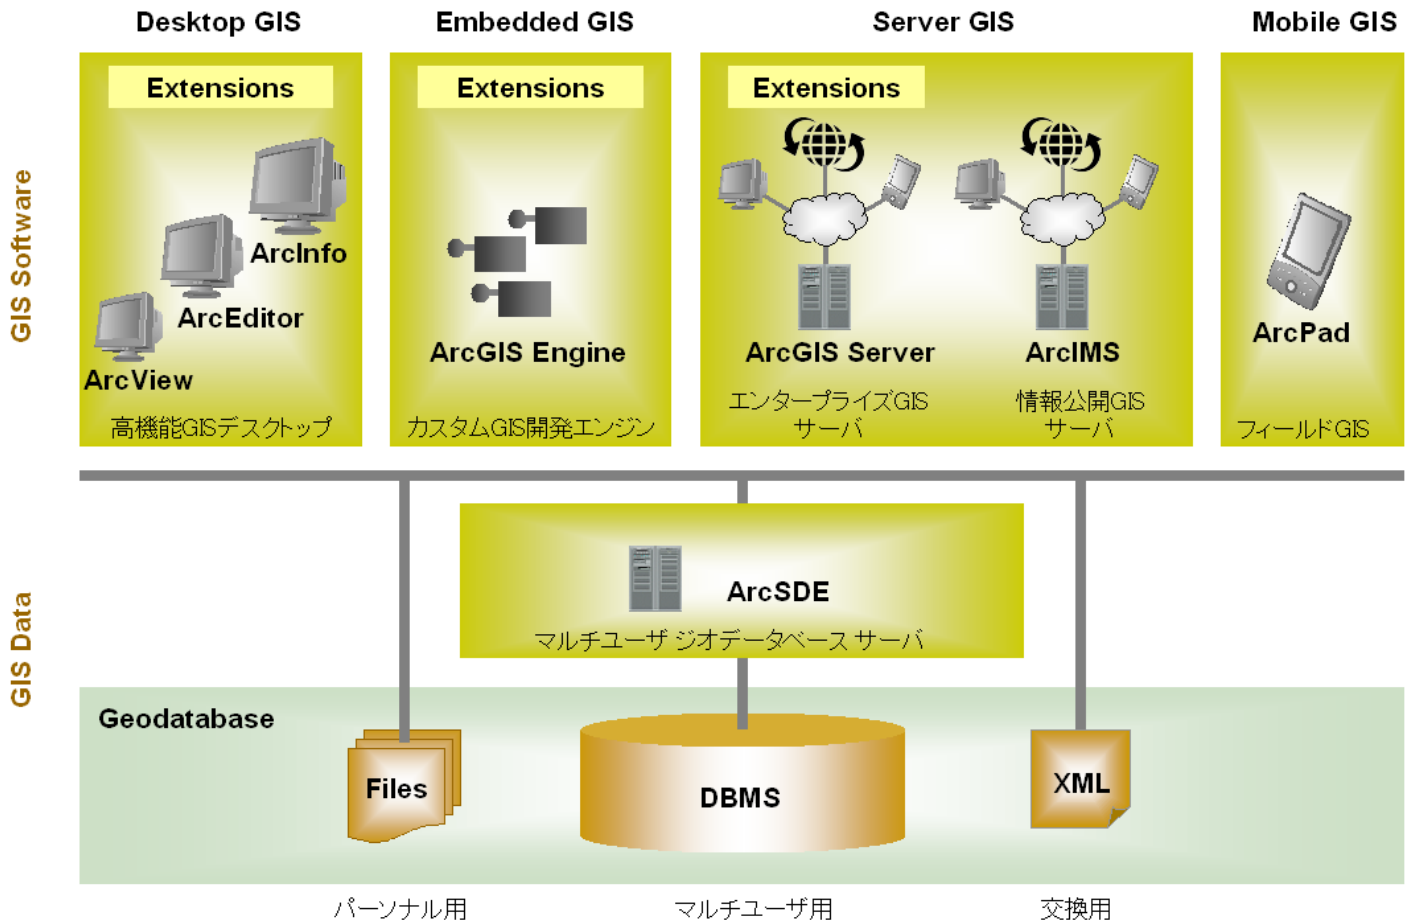 Desktop GIS
Embedded GIS
Server GIS
Mobile GIS
GIS Software
Extensions
ArcInfo
ArcEditor
ArcView
高機能GISデスクトップ
Extensions
ArcGIS Engine
カスタムGIS開発エンジン
Extensions
ArcGIS Server
エンタープライズGIS
サーバ
ArcIMS
情報公開GIS
サーバ
ArcPad
フィールドGIS
GIS Data
ArcSDE
マルチユーザ ジオデータベース サーバ
Geodatabase
Files
DBMS
XML
パーソナル用
マルチユーザ用
交換用